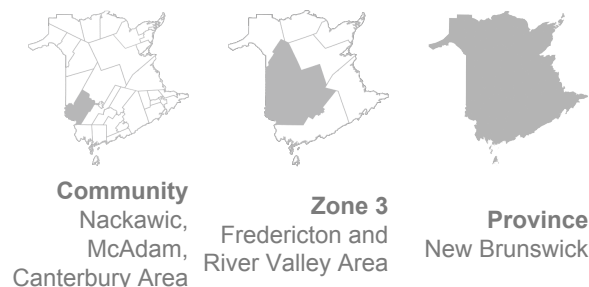 Community
Nackawic,
McAdam,
Canterbury Area
Zone 3
Fredericton and
River Valley Area
Province
New Brunswick